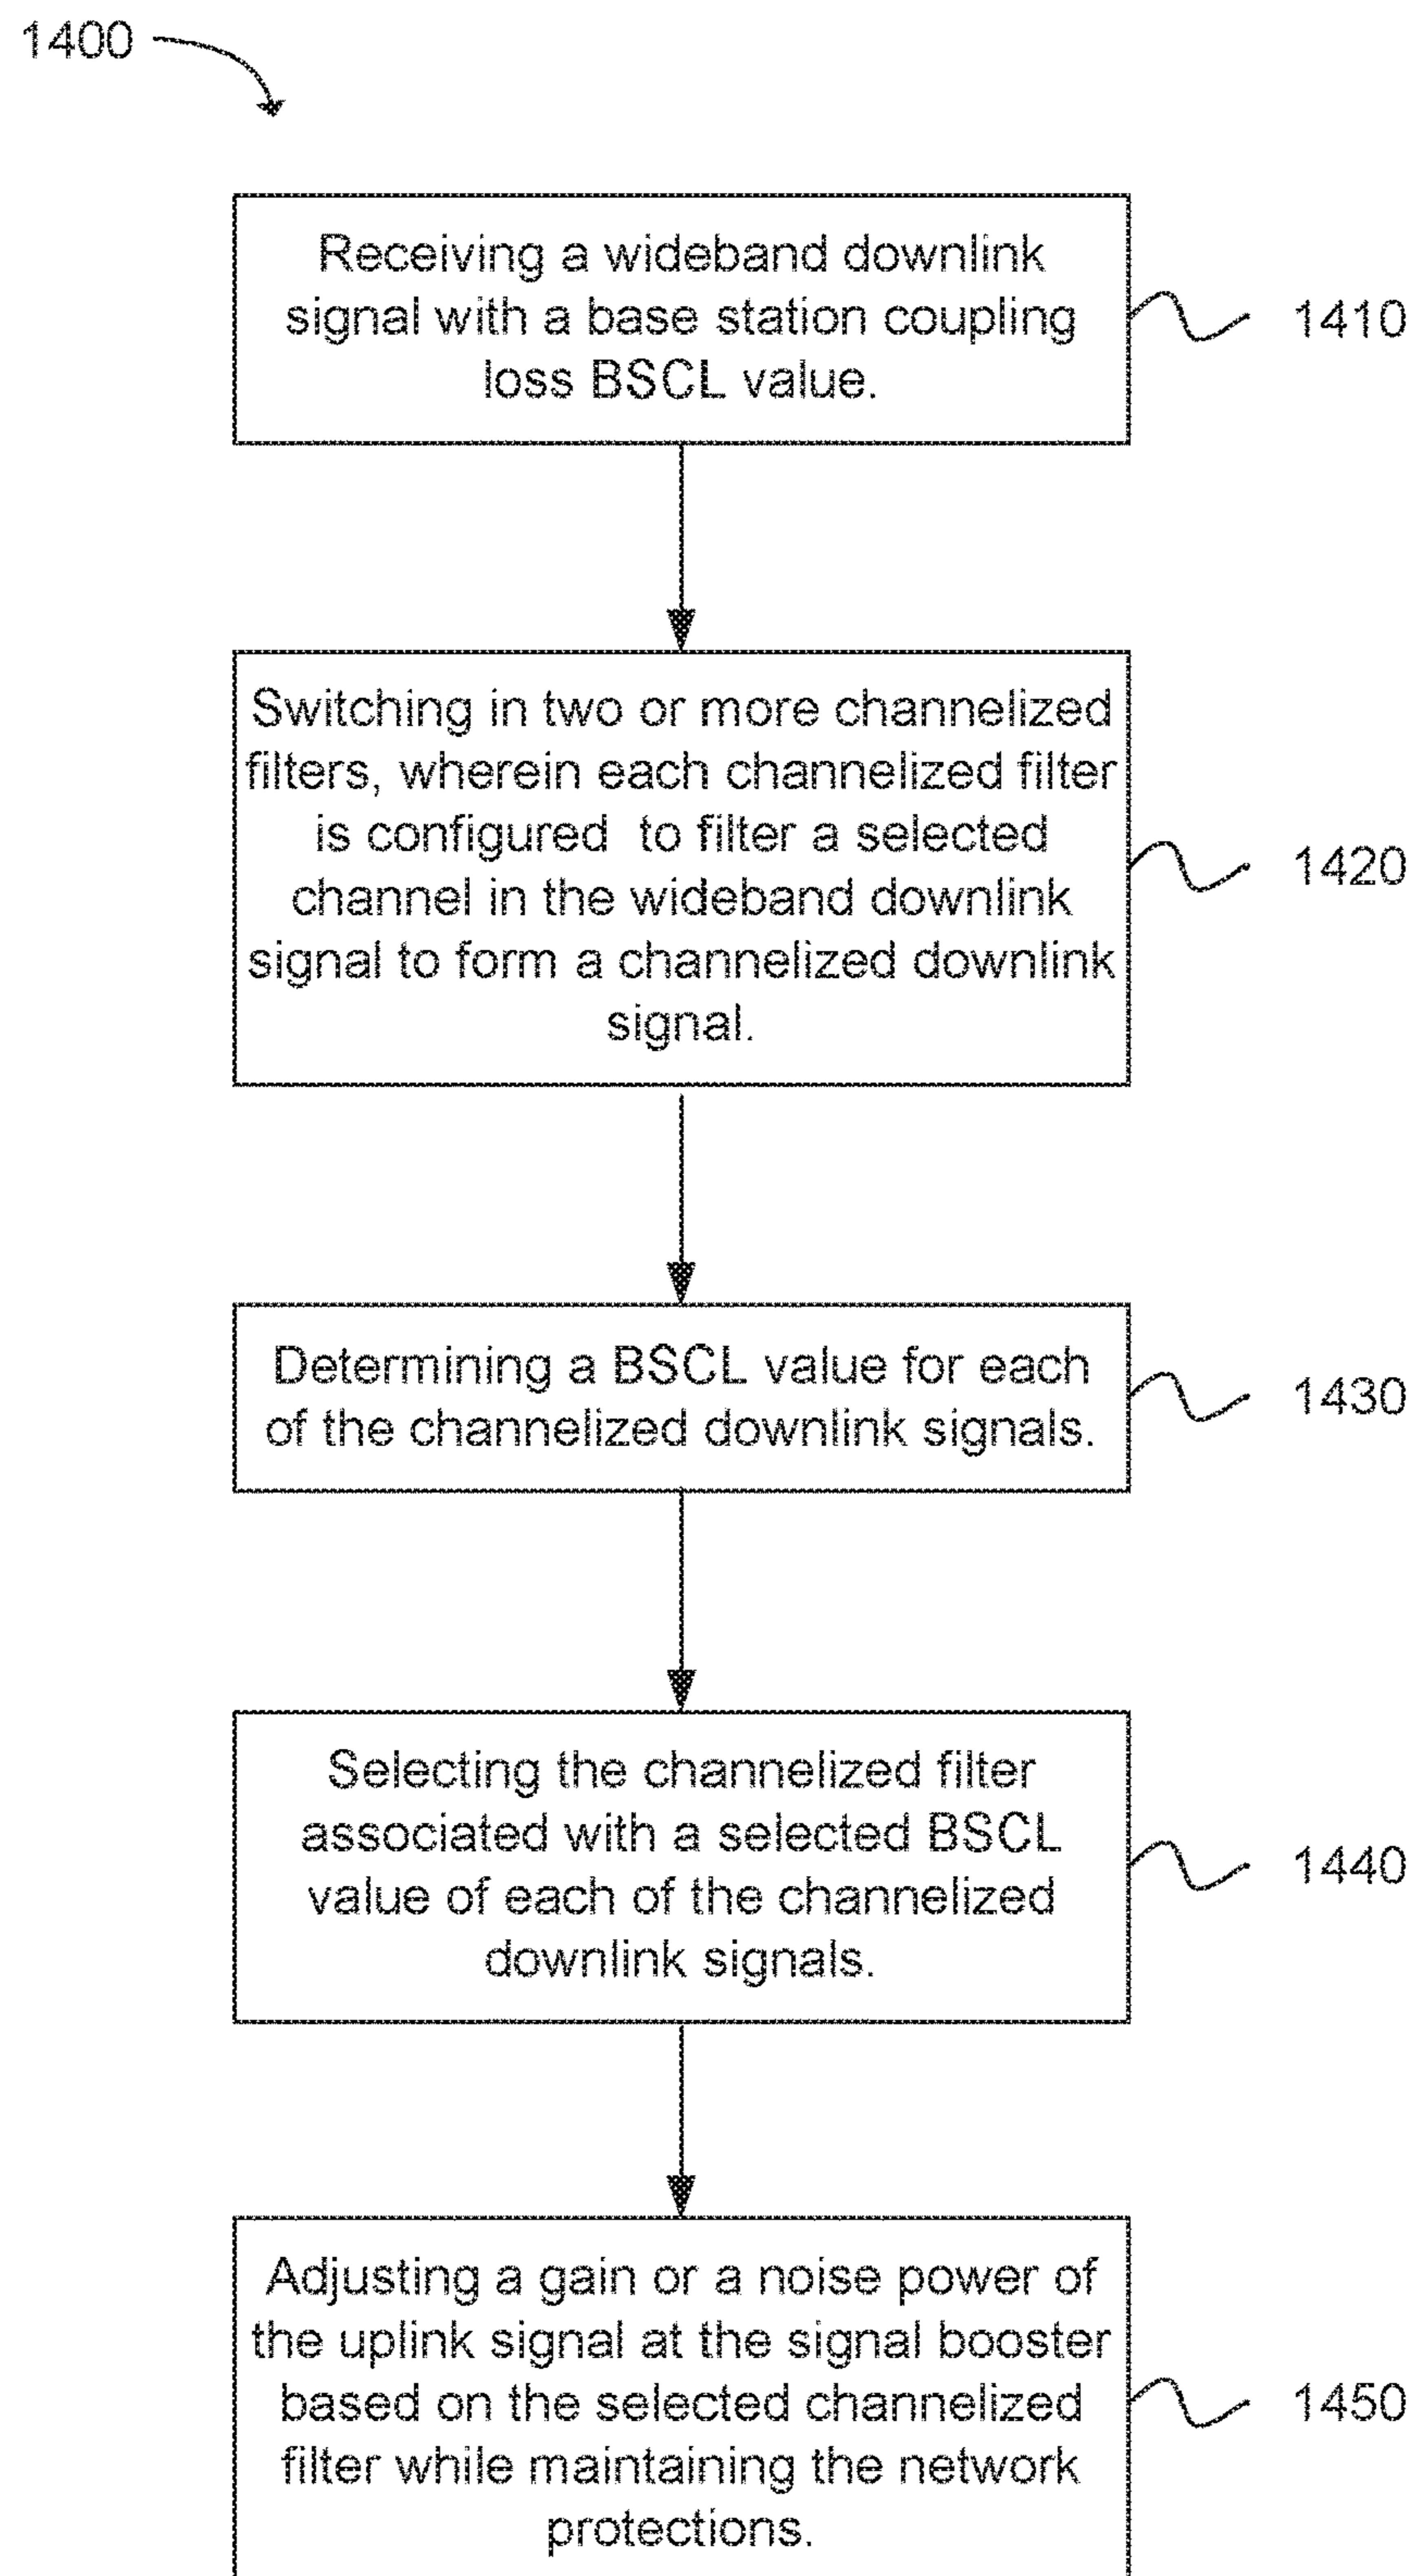 1400
Receiving a wideband downlink
signal with a base station coupling
loss BSCL value.
1410
Switching in two or more channelized
filters, wherein each channelized filter
is configured to filter a selected
channel in the wideband downlink
signal to form a channelized downlink
signal.
1420
Determining a BSCL value for each
of the channelized downlink signals.
1430
Selecting the channelized filter
associated with a selected BSCL
value of each of the channelized
downlink signals.
1440
Adjusting a gain or a noise power of
the uplink signal at the signal booster
based on the selected channelized
filter while maintaining the network
protections.
1450